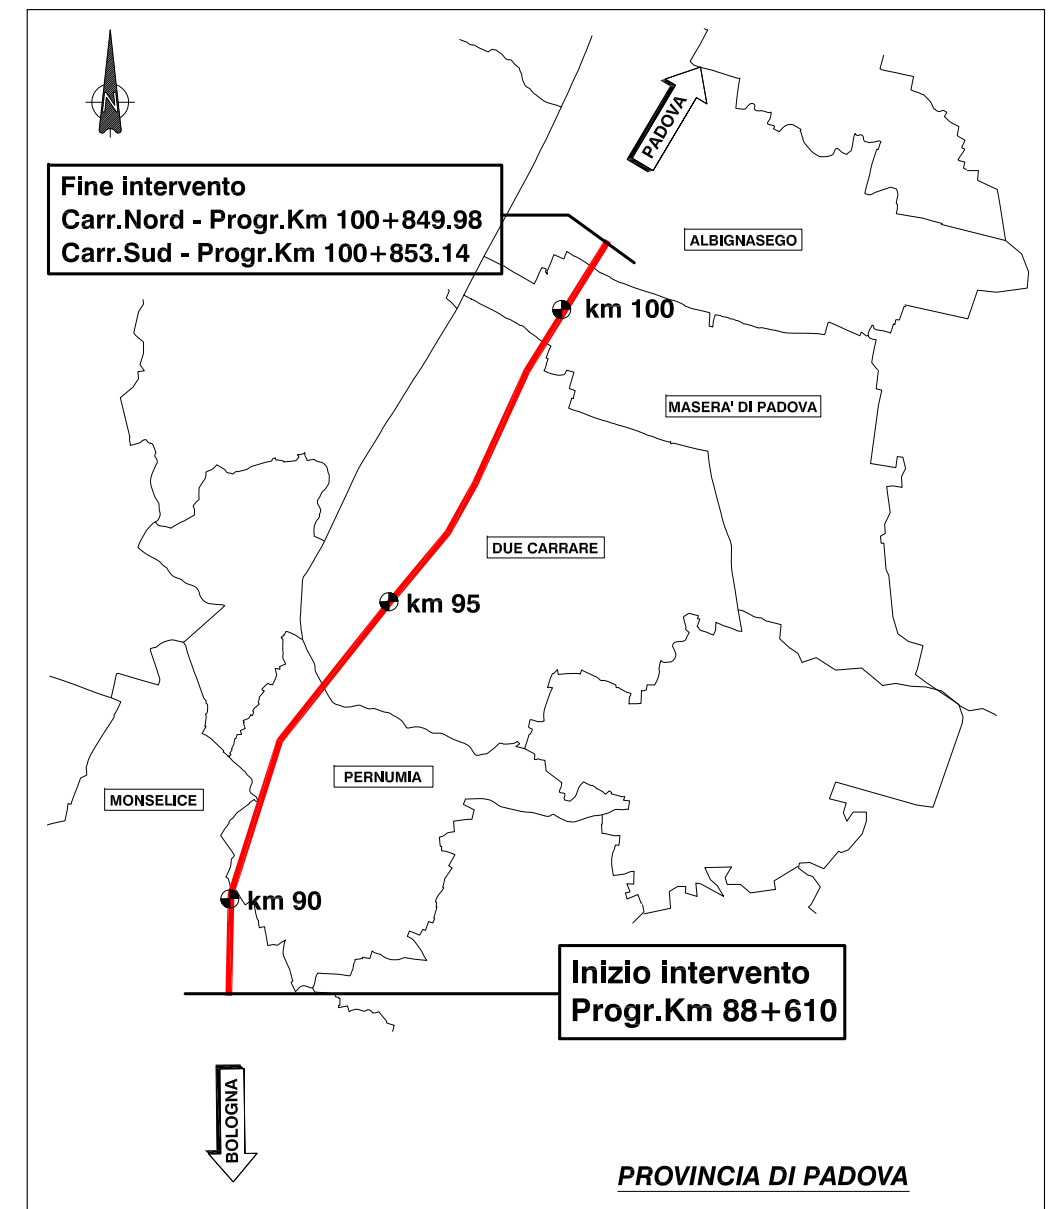 N
PADOVA
Fine intervento
Carr.Nord - Progr.Km 100+849.98
Carr.Sud - Progr.Km 100+853.14
ALBIGNASEGO
km 100
MASERA' DI PADOVA
DUE CARRARE
km 95
PERNUMIA
MONSELICE
km 90
Inizio intervento
Progr.Km 88+610
BOLOGNA
PROVINCIA DI PADOVA